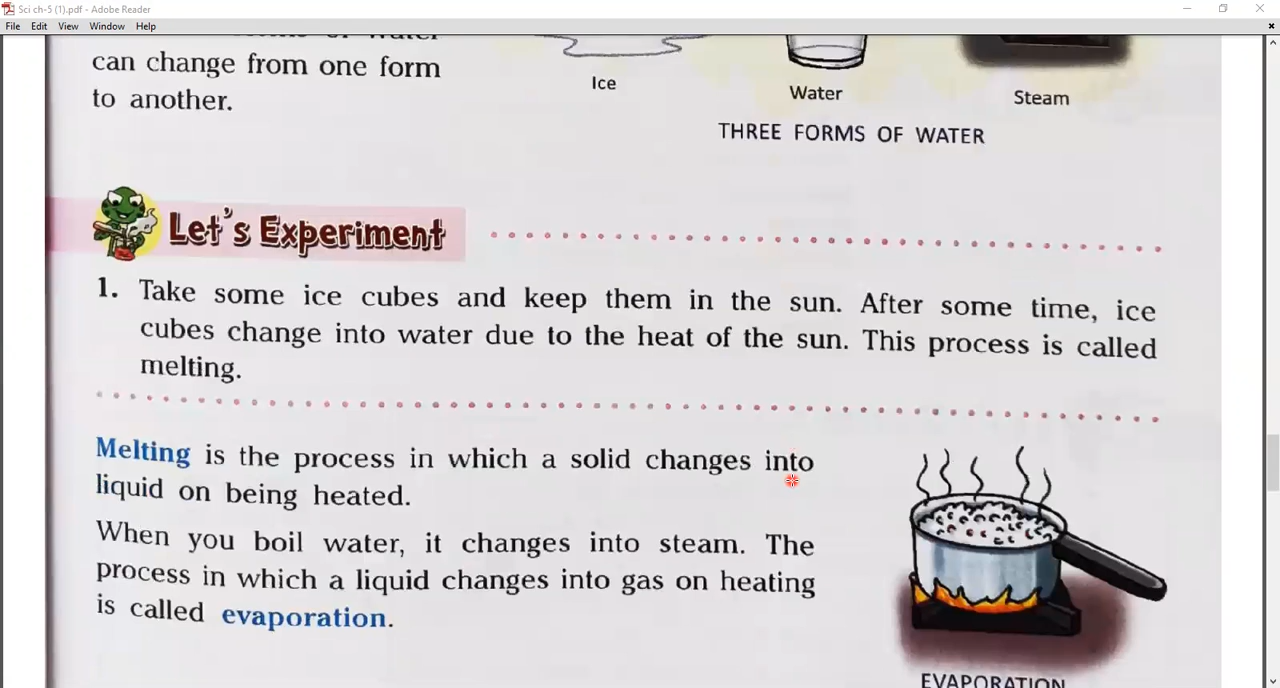 Sci ch-5 (1).pdf - Adobe Reader
File Edit View Window Help
can change from one form
to another.
Ice
Water
Steam
THREE FORMS OF WATER
Let's Experiment
1. Take some ice cubes and keep them in the sun. After some time, ice
cubes change into water due to the heat of the sun. This process is called
melting.
Melting is the process in which a solid changes into
liquid on being heated.
When you boil water, it changes into steam. The
process in which a liquid changes into gas on heating
is called evaporation.
EVAPORATION